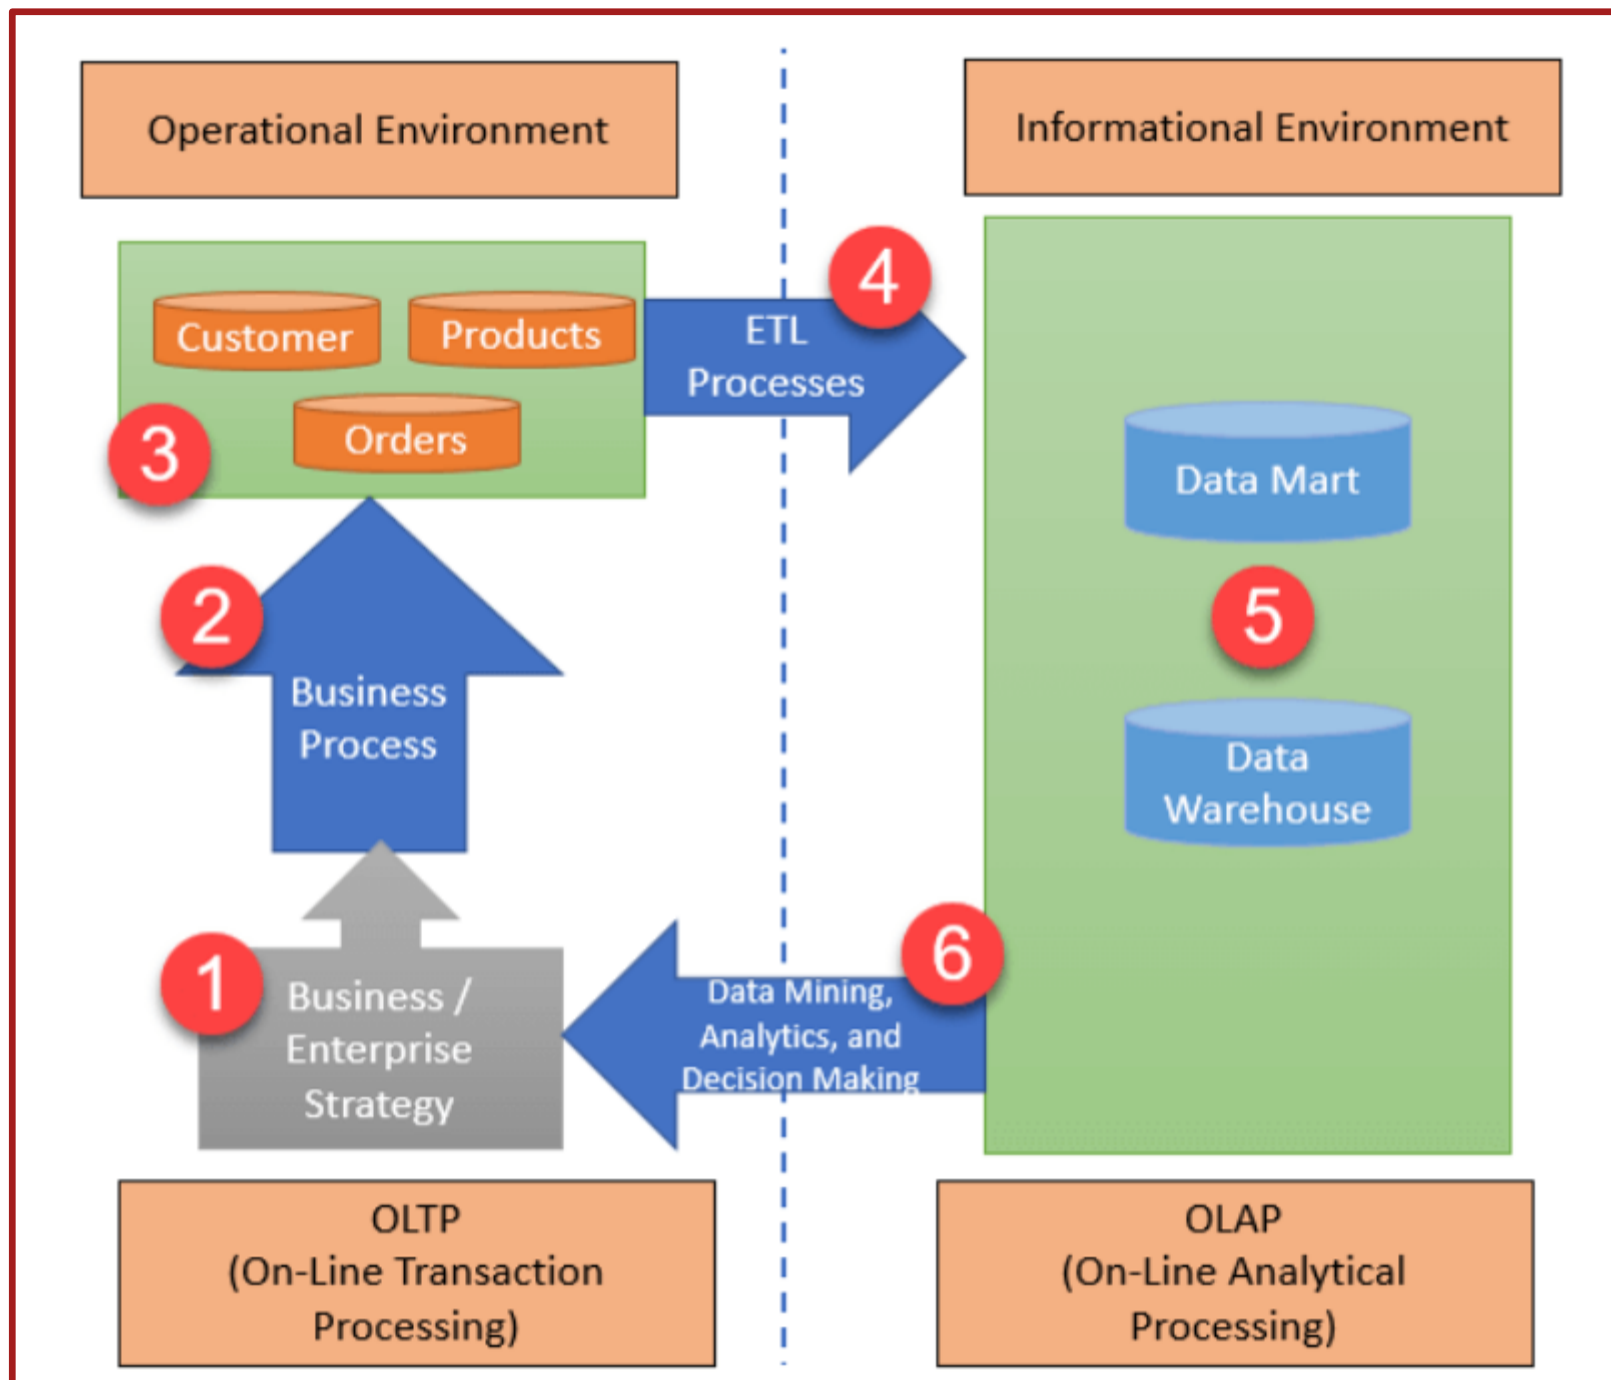 Operational Environment
Informational Environment
Customer
Products
Orders
3
ETL
Processes
4
Data Mart
5
Data
Warehouse
2
Business
Process
1
Business /
Enterprise
Strategy
6
Data Mining,
Analytics, and
Decision Making
OLTP
(On-Line Transaction
Processing)
OLAP
(On-Line Analytical
Processing)